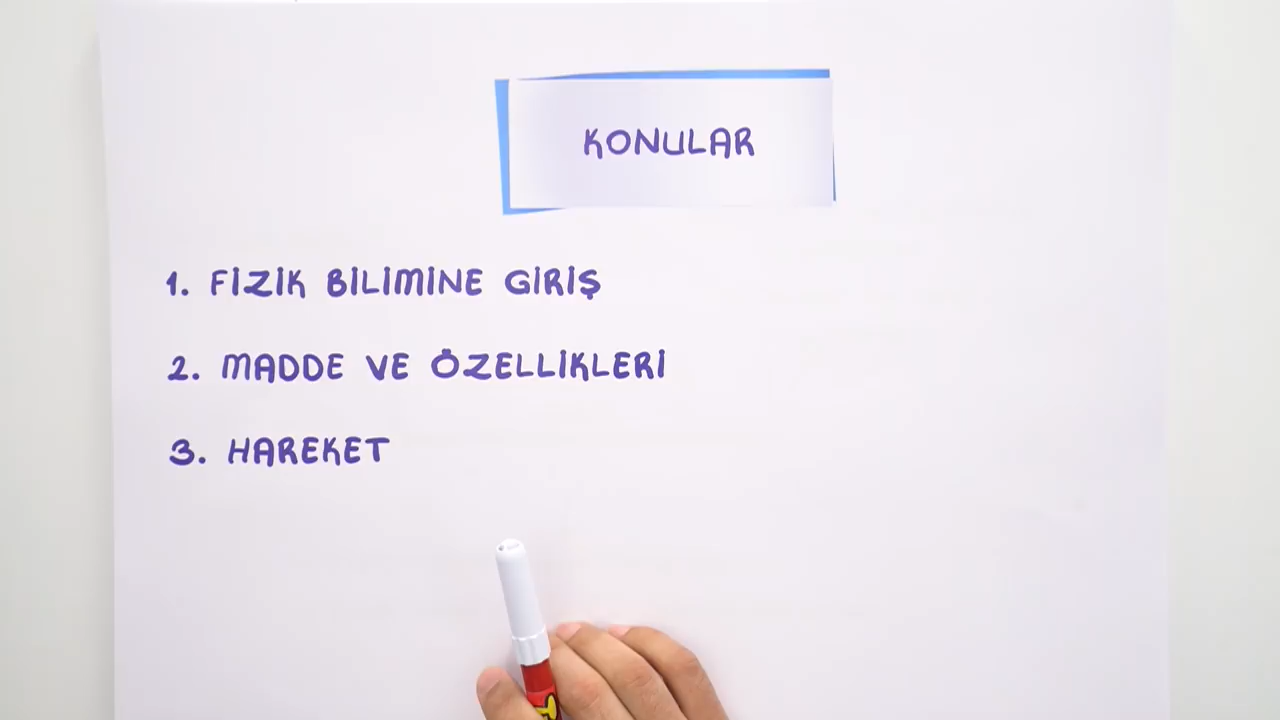 KONULAR
1. FİZİK BİLİMİNE GİRİŞ
2. MADDE VE ÖZELLİKLERİ
3. HAREKET